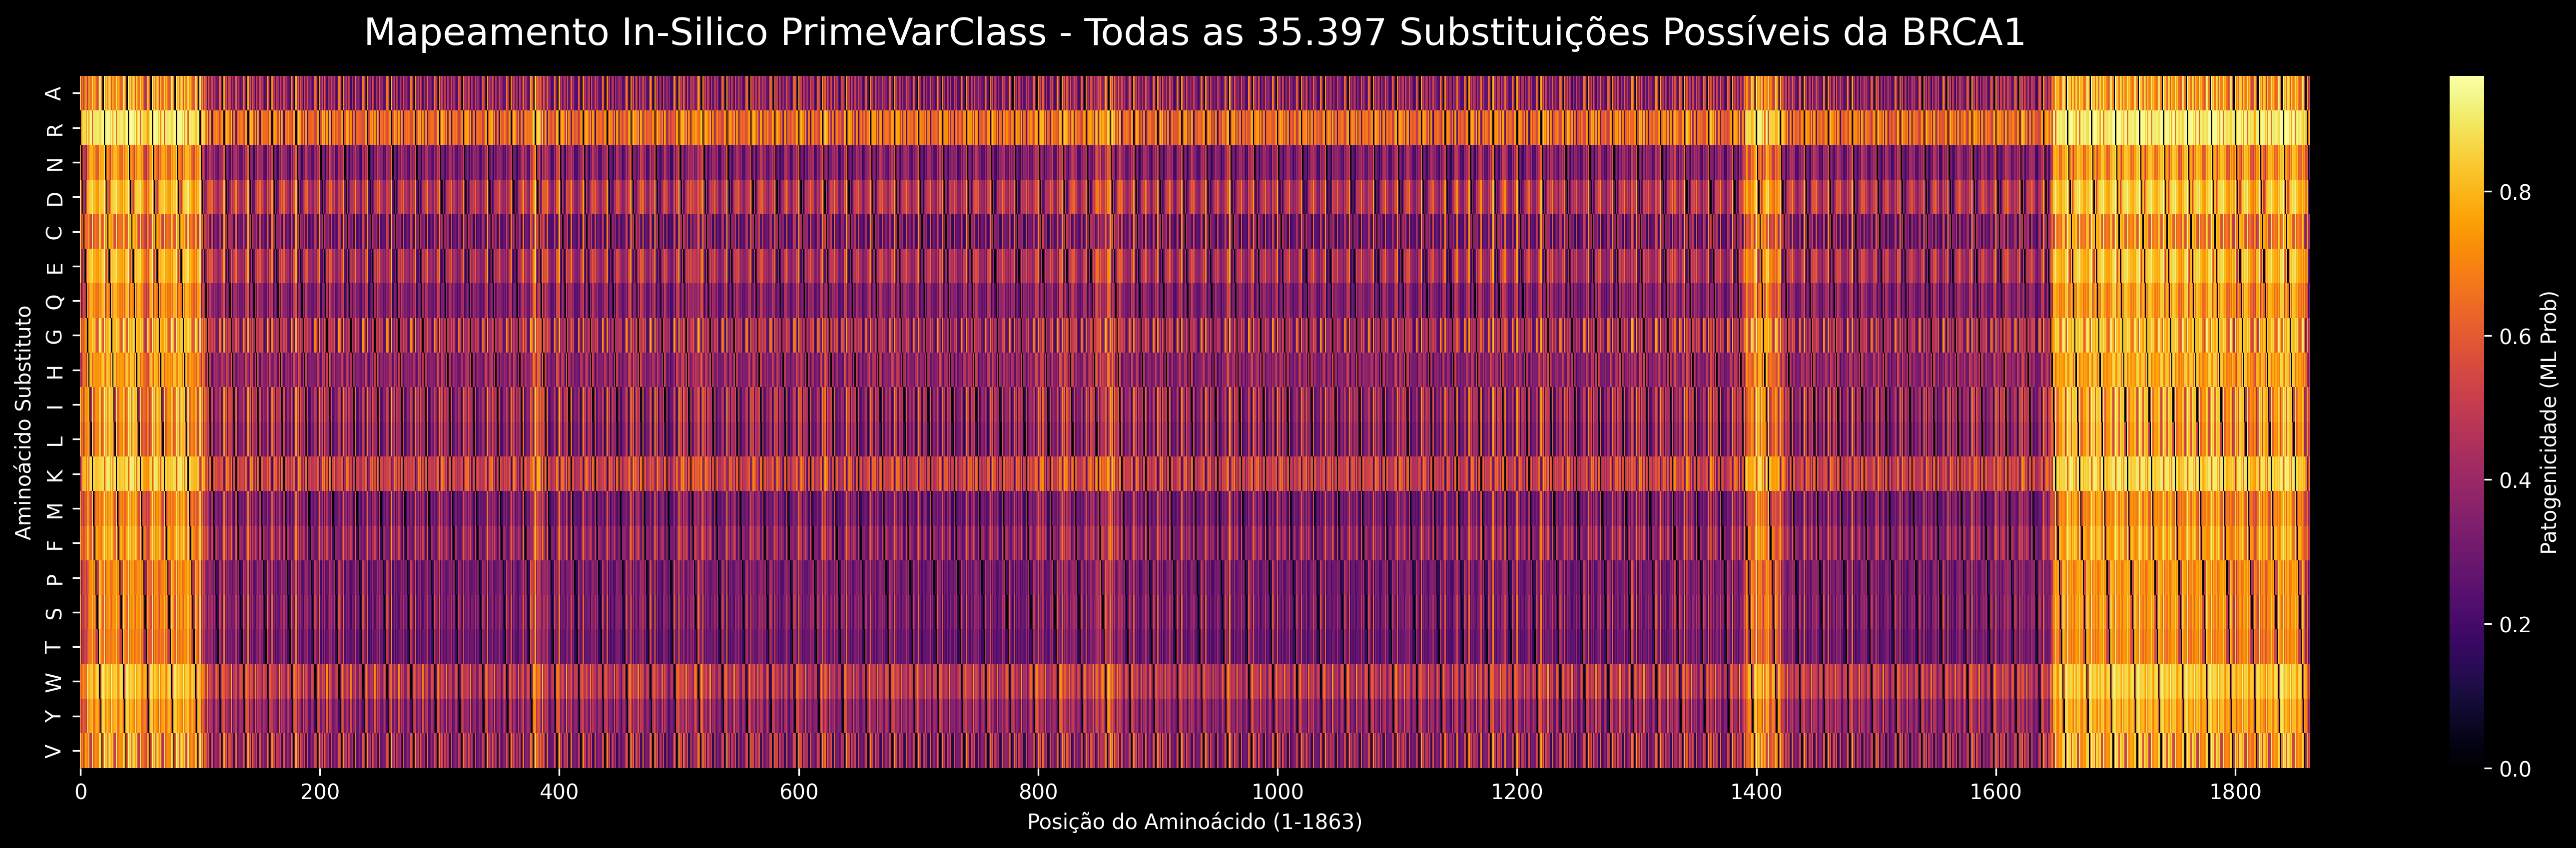 Mapeamento In-Silico PrimeVarClass - Todas as 35.397 Substituições Possíveis da BRCA1
Aminoácido Substituto
A
R
N
D
C
E
Q
G
H
I
L
K
M
F
P
S
T
W
Y
V
0 200 400 600 800 1000 1200 1400 1600 1800
Posição do Aminoácido (1-1863)
0.8
0.6
0.4
0.2
0.0
Patogenicidade (ML Prob)